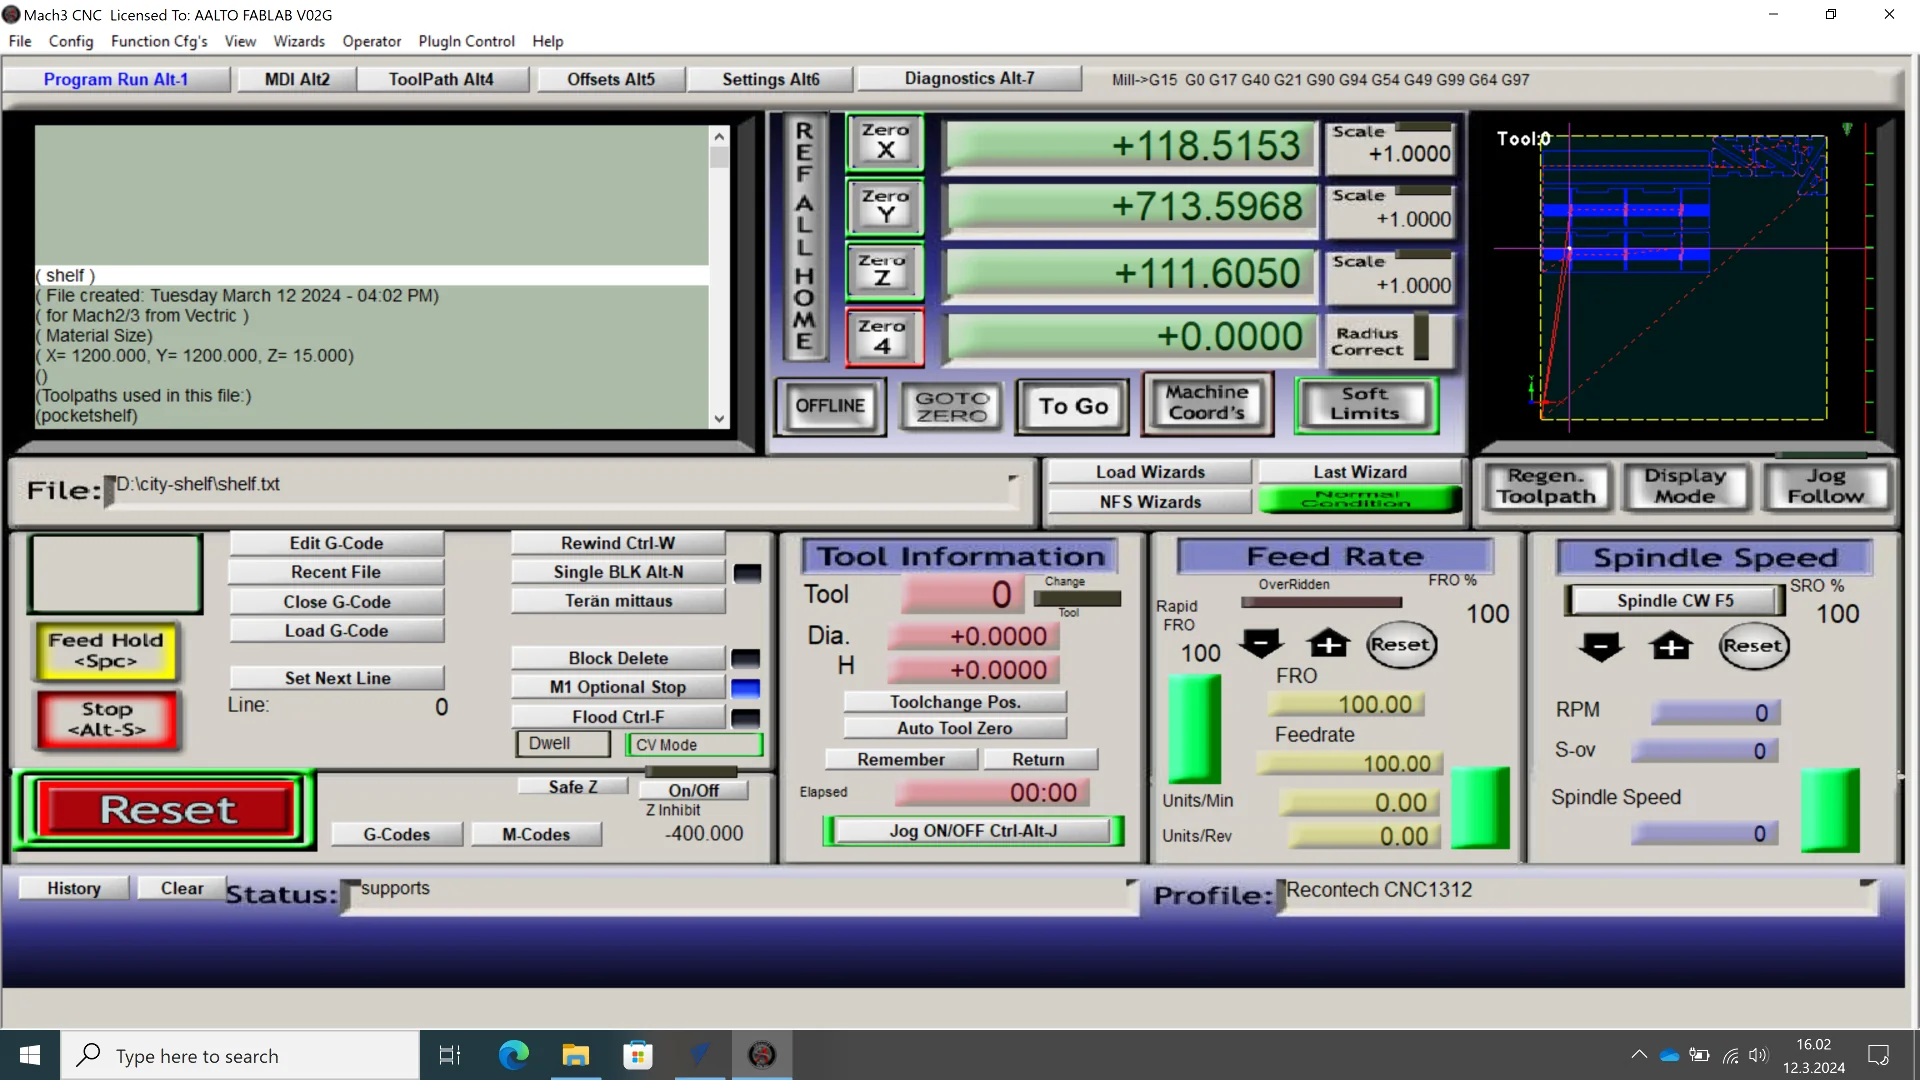 Mach3 CNC  Licensed To: AALTO FABLAB V02G
File Config Function Cfg's View Wizards Operator PlugIn Control Help
Program Run Alt-1 MDI Alt2 ToolPath Alt4 Offsets Alt5 Settings Alt6 Diagnostics Alt-7 Mill->G15 G0 G17 G40 G21 G90 G94 G54 G49 G99 G64 G97
( shelf )
( File created: Tuesday March 12 2024 - 04:02 PM)
( for Mach2/3 from Vectric )
( Material Size)
( X= 1200.000, Y= 1200.000, Z= 15.000)
()
(Toolpaths used in this file:)
(pocketshelf)
REF ALL HOME
Zero X +118.5153 Scale +1.0000
Zero Y +713.5968 Scale +1.0000
Zero Z +111.6050 Scale +1.0000
Zero 4 +0.0000 Radius Correct
OFFLINE GOTO ZERO To Go Machine Coord's Soft Limits
Tool:0
File: D:\city-shelf\shelf.txt
Load Wizards Last Wizard
NFS Wizards Normal Condition
Regen. Toolpath Display Mode Jog Follow
Edit G-Code
Recent File
Close G-Code
Load G-Code
Set Next Line
Line: 0
Rewind Ctrl-W
Single BLK Alt-N
Terän mittaus
Block Delete
M1 Optional Stop
Flood Ctrl-F
Dwell CV Mode
Feed Hold
<Spc>
Stop
<Alt-S>
Reset
Safe Z On/Off
Z Inhibit
-400.000
G-Codes M-Codes
Tool Information
Tool 0 Change Tool
Dia. +0.0000
H +0.0000
Toolchange Pos.
Auto Tool Zero
Remember Return
Elapsed 00:00
Jog ON/OFF Ctrl-Alt-J
Feed Rate
OverRidden FRO %
100
Rapid FRO
100
Reset
FRO
100.00
Feedrate
100.00
Units/Min 0.00
Units/Rev 0.00
Spindle Speed
Spindle CW F5 SRO %
100
Reset
RPM 0
S-ov 0
Spindle Speed
0
History Clear Status: supports Profile: Recontech CNC1312
Type here to search
16.02
12.3.2024